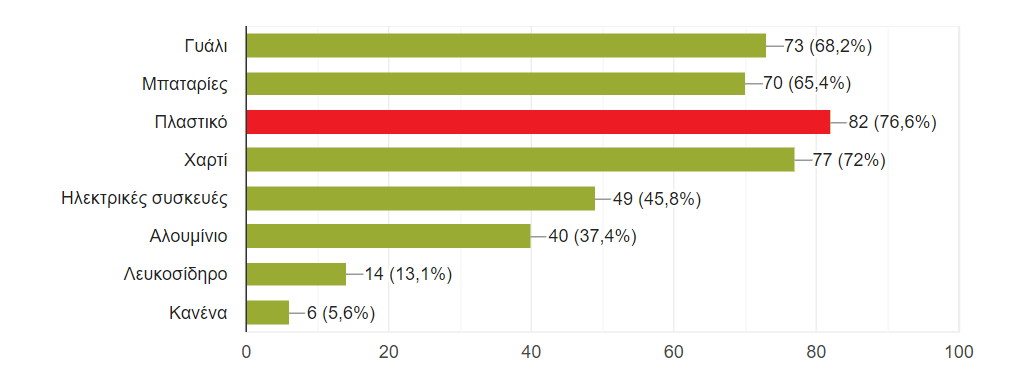 Γυάλι 73 (68,2%)
Μπαταρίες 70 (65,4%)
Πλαστικό 82 (76,6%)
Χαρτί 77 (72%)
Ηλεκτρικές συσκευές 49 (45,8%)
Αλουμίνιο 40 (37,4%)
Λευκοσίδηρο 14 (13,1%)
Κανένα 6 (5,6%)
0 20 40 60 80 100